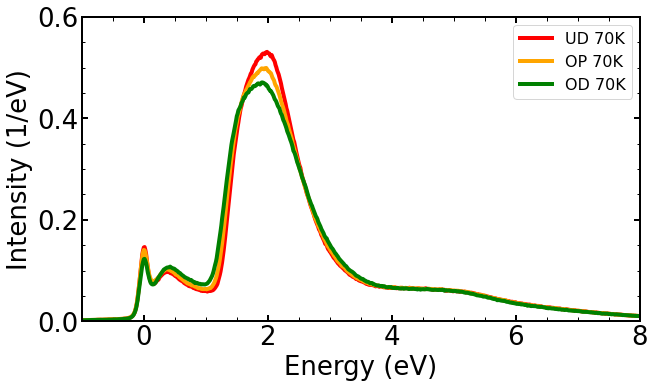 0.6
0.4
0.2
0.0
Intensity (1/eV)
UD 70K
OP 70K
OD 70K
0 2 4 6 8
Energy (eV)